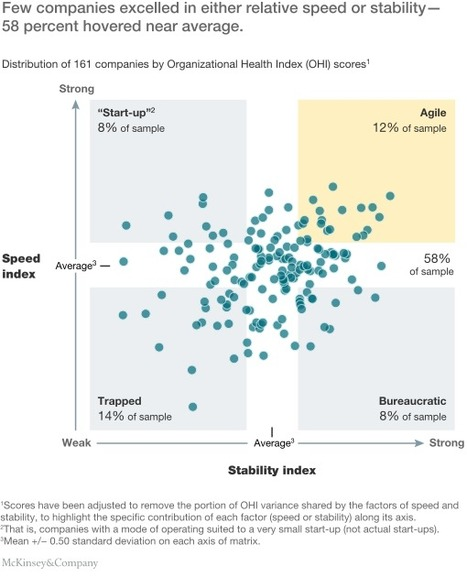 Few companies excelled in either relative speed or stability—
58 percent hovered near average.
Distribution of 161 companies by Organizational Health Index (OHI) scores¹
Strong
“Start-up”²
8% of sample
Agile
12% of sample
Speed
index
Average³
58%
of sample
Trapped
14% of sample
Bureaucratic
8% of sample
Weak
Average³
Strong
Stability index
¹Scores have been adjusted to remove the portion of OHI variance shared by the factors of speed and
stability, to highlight the specific contribution of each factor (speed or stability) along its axis.
²That is, companies with a mode of operating suited to a very small start-up (not actual start-ups).
³Mean +/− 0.50 standard deviation on each axis of matrix.
McKinsey&Company